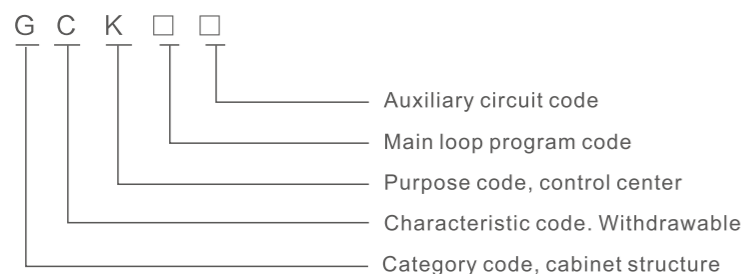 G C K □ □
Auxiliary circuit code
Main loop program code
Purpose code, control center
Characteristic code. Withdrawable
Category code, cabinet structure